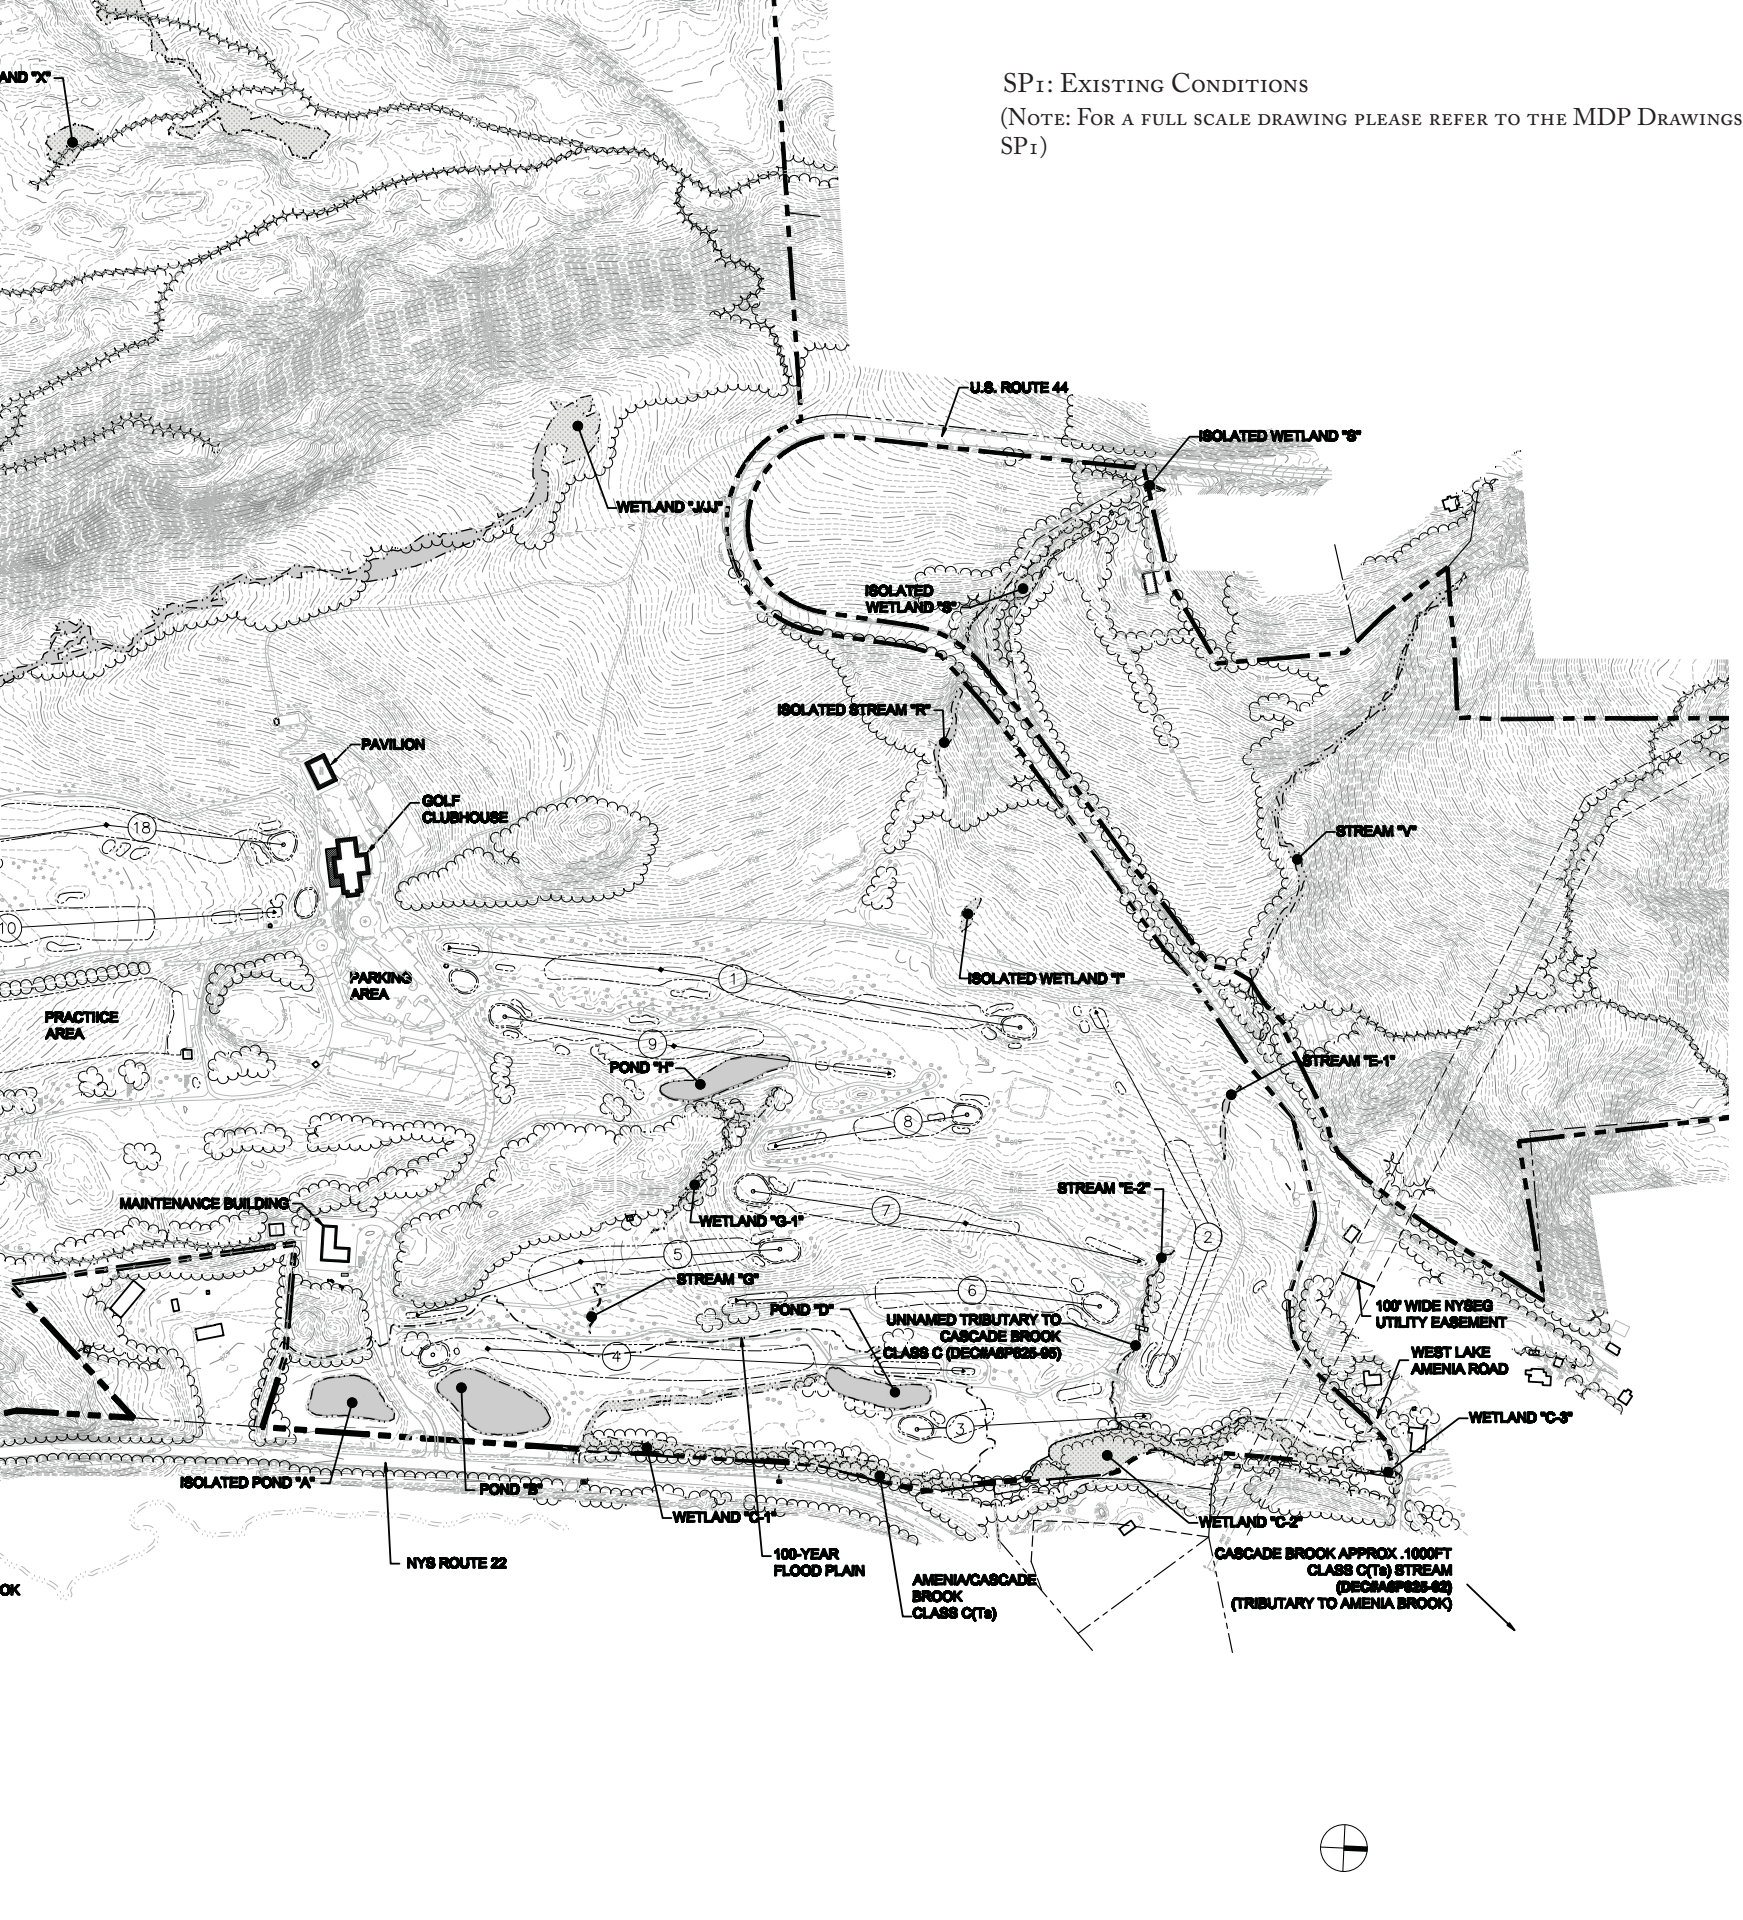 SP1: Existing Conditions
(Note: For a full scale drawing please refer to the MDP Drawings
SP1)
AND "X"
U.S. ROUTE 44
ISOLATED WETLAND "S"
WETLAND "J/JJ"
ISOLATED
WETLAND "S"
ISOLATED STREAM "R"
PAVILION
GOLF
CLUBHOUSE
18
STREAM "V"
10
PARKING
AREA
1
ISOLATED WETLAND "I"
PRACTIICE
AREA
9
POND "H"
STREAM "E-1"
8
STREAM "E-2"
MAINTENANCE BUILDING
7
WETLAND "G-1"
2
5
STREAM "G"
6
POND "D"
UNNAMED TRIBUTARY TO
CASCADE BROOK
CLASS C
100' WIDE NYSEG
UTILITY EASEMENT
4
WEST LAKE
AMENIA ROAD
3
WETLAND "C-3"
ISOLATED POND "A"
POND "B"
WETLAND "C-1"
WETLAND "C-2"
NYS ROUTE 22
100-YEAR
FLOOD PLAIN
AMENIA/CASCADE
BROOK
CLASS C(Ts)
CASCADE BROOK APPROX .1000FT
CLASS C(Ts) STREAM
(TRIBUTARY TO AMENIA BROOK)
OK